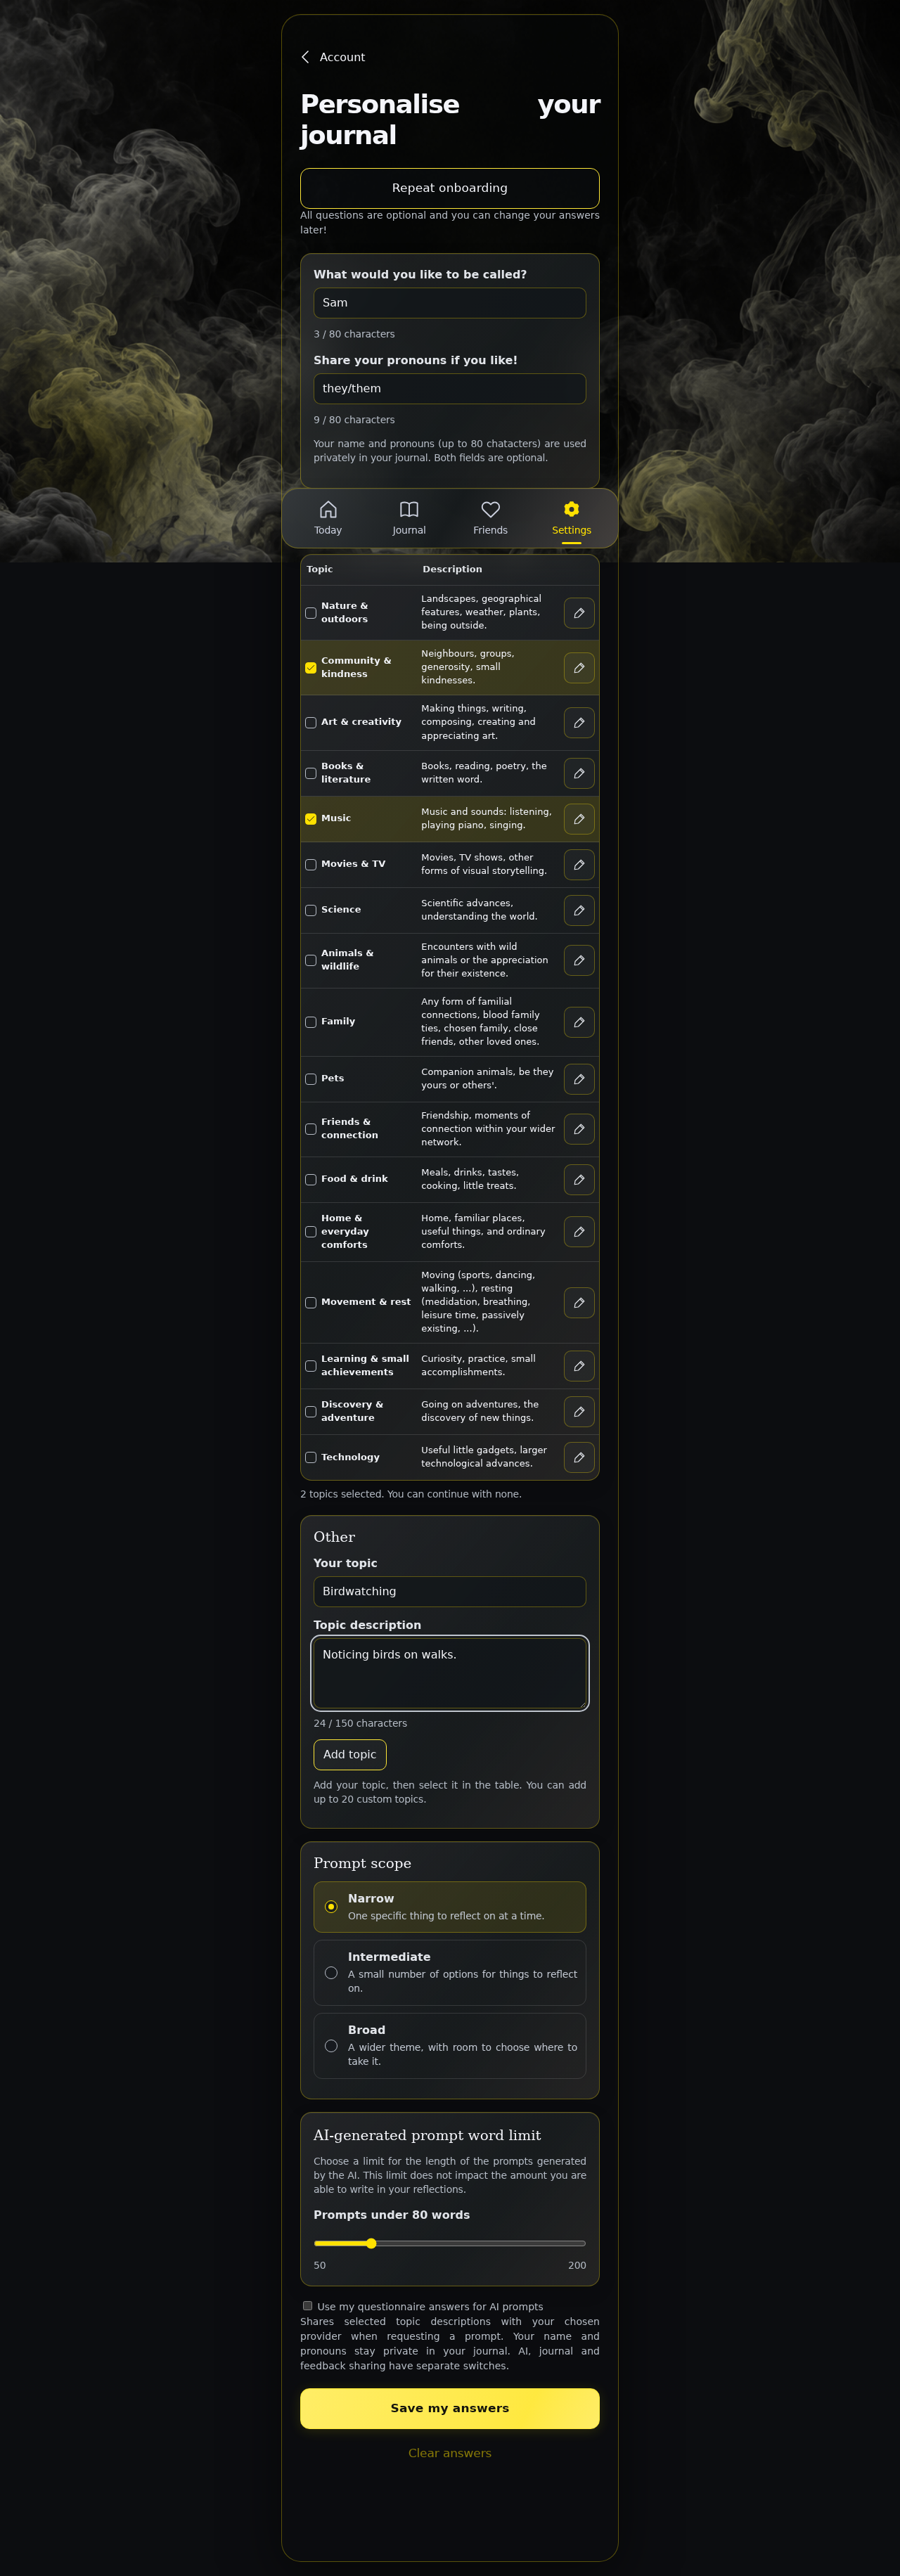 Account
Personalise your
journal
Repeat onboarding
All questions are optional and you can change your answers
later!
What would you like to be called?
Sam
3 / 80 characters
Share your pronouns if you like!
they/them
9 / 80 characters
Your name and pronouns (up to 80 chatacters) are used
privately in your journal. Both fields are optional.
Today
Journal
Friends
Settings
Topic
Description
Nature &
outdoors
Landscapes, geographical
features, weather, plants,
being outside.
Community &
kindness
Neighbours, groups,
generosity, small
kindnesses.
Art & creativity
Making things, writing,
composing, creating and
appreciating art.
Books &
literature
Books, reading, poetry, the
written word.
Music
Music and sounds: listening,
playing piano, singing.
Movies & TV
Movies, TV shows, other
forms of visual storytelling.
Science
Scientific advances,
understanding the world.
Animals &
wildlife
Encounters with wild
animals or the appreciation
for their existence.
Family
Any form of familial
connections, blood family
ties, chosen family, close
friends, other loved ones.
Pets
Companion animals, be they
yours or others'.
Friends &
connection
Friendship, moments of
connection within your wider
network.
Food & drink
Meals, drinks, tastes,
cooking, little treats.
Home &
everyday
comforts
Home, familiar places,
useful things, and ordinary
comforts.
Movement & rest
Moving (sports, dancing,
walking, ...), resting
(medidation, breathing,
leisure time, passively
existing, ...).
Learning & small
achievements
Curiosity, practice, small
accomplishments.
Discovery &
adventure
Going on adventures, the
discovery of new things.
Technology
Useful little gadgets, larger
technological advances.
2 topics selected. You can continue with none.
Other
Your topic
Birdwatching
Topic description
Noticing birds on walks.
24 / 150 characters
Add topic
Add your topic, then select it in the table. You can add
up to 20 custom topics.
Prompt scope
Narrow
One specific thing to reflect on at a time.
Intermediate
A small number of options for things to reflect
on.
Broad
A wider theme, with room to choose where to
take it.
AI-generated prompt word limit
Choose a limit for the length of the prompts generated
by the AI. This limit does not impact the amount you are
able to write in your reflections.
Prompts under 80 words
50
200
Use my questionnaire answers for AI prompts
Shares selected topic descriptions with your chosen
provider when requesting a prompt. Your name and
pronouns stay private in your journal. AI, journal and
feedback sharing have separate switches.
Save my answers
Clear answers